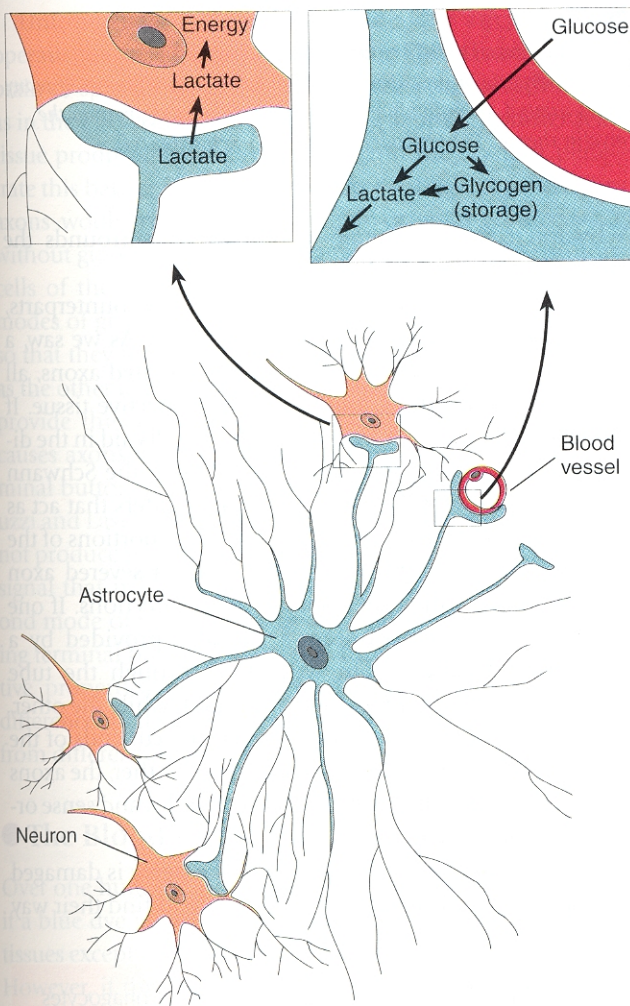 Energy
Lactate
Lactate
Glucose
Glucose
Lactate
Glycogen
(storage)
Blood
vessel
Astrocyte
Neuron